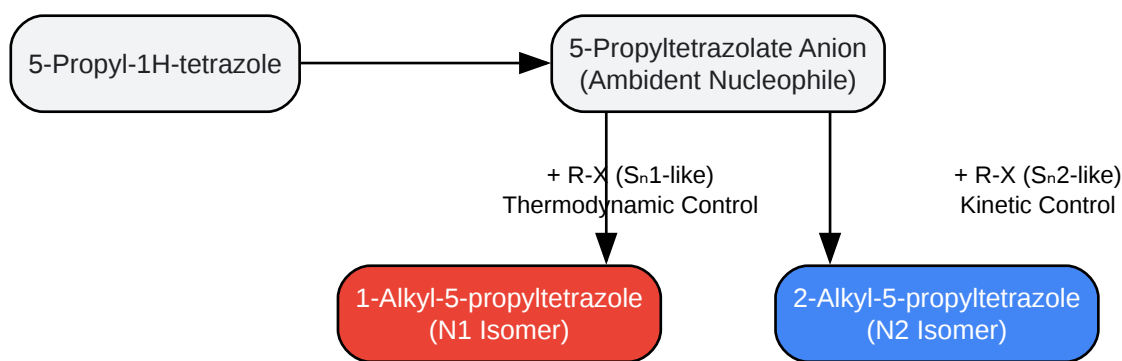 5-Propyl-1H-tetrazole
5-Propyltetrazolate Anion
(Ambident Nucleophile)
+ R-X (Sₙ1-like)
Thermodynamic Control
+ R-X (Sₙ2-like)
Kinetic Control
1-Alkyl-5-propyltetrazole
(N1 Isomer)
2-Alkyl-5-propyltetrazole
(N2 Isomer)